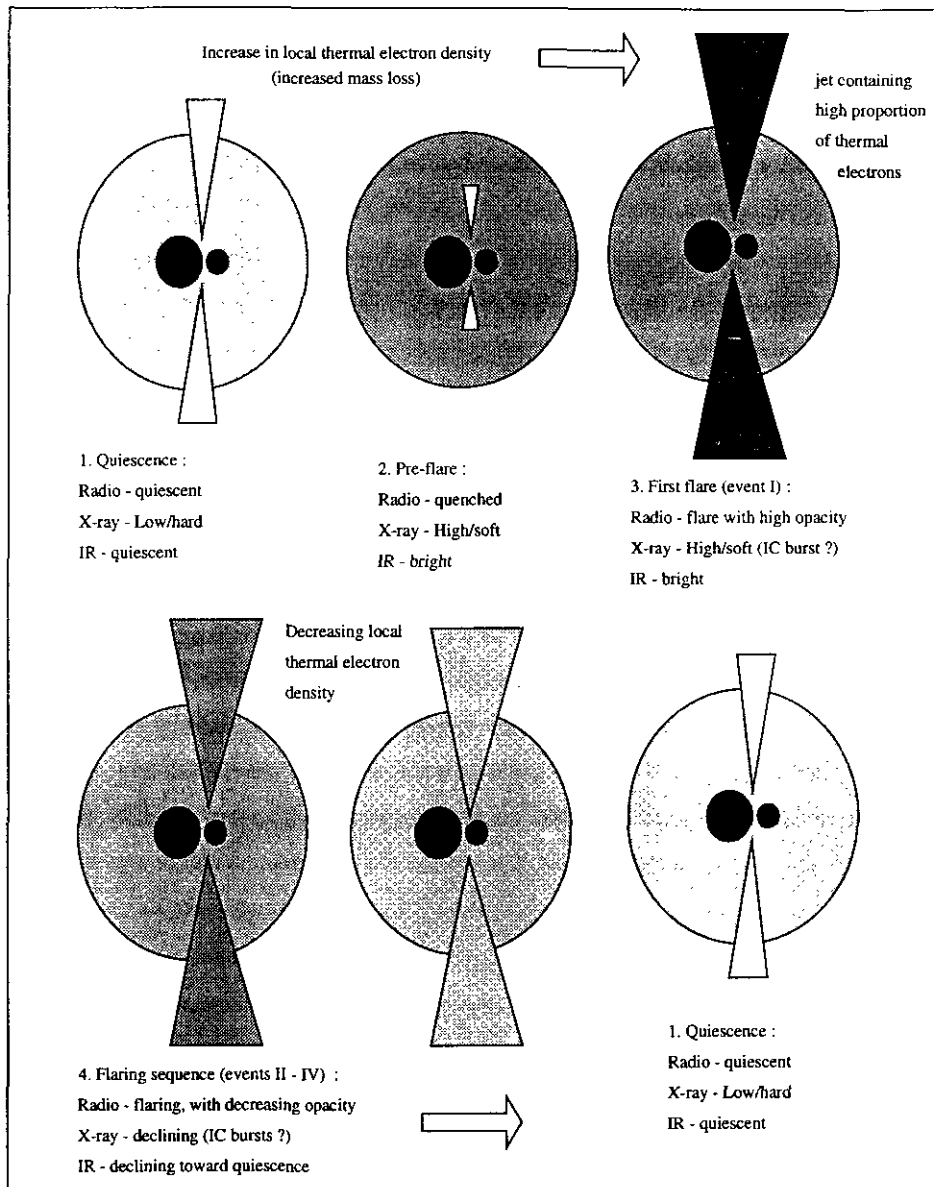 Increase in local thermal electron density
(increased mass loss)
jet containing
high proportion
of thermal
electrons
1. Quiescence :
Radio - quiescent
X-ray - Low/hard
IR - quiescent
2. Pre-flare :
Radio - quenched
X-ray - High/soft
IR - bright
3. First flare (event I) :
Radio - flare with high opacity
X-ray - High/soft (IC burst ?)
IR - bright
Decreasing local
thermal electron
density
4. Flaring sequence (events II - IV) :
Radio - flaring, with decreasing opacity
X-ray - declining (IC bursts ?)
IR - declining toward quiescence
1. Quiescence :
Radio - quiescent
X-ray - Low/hard
IR - quiescent